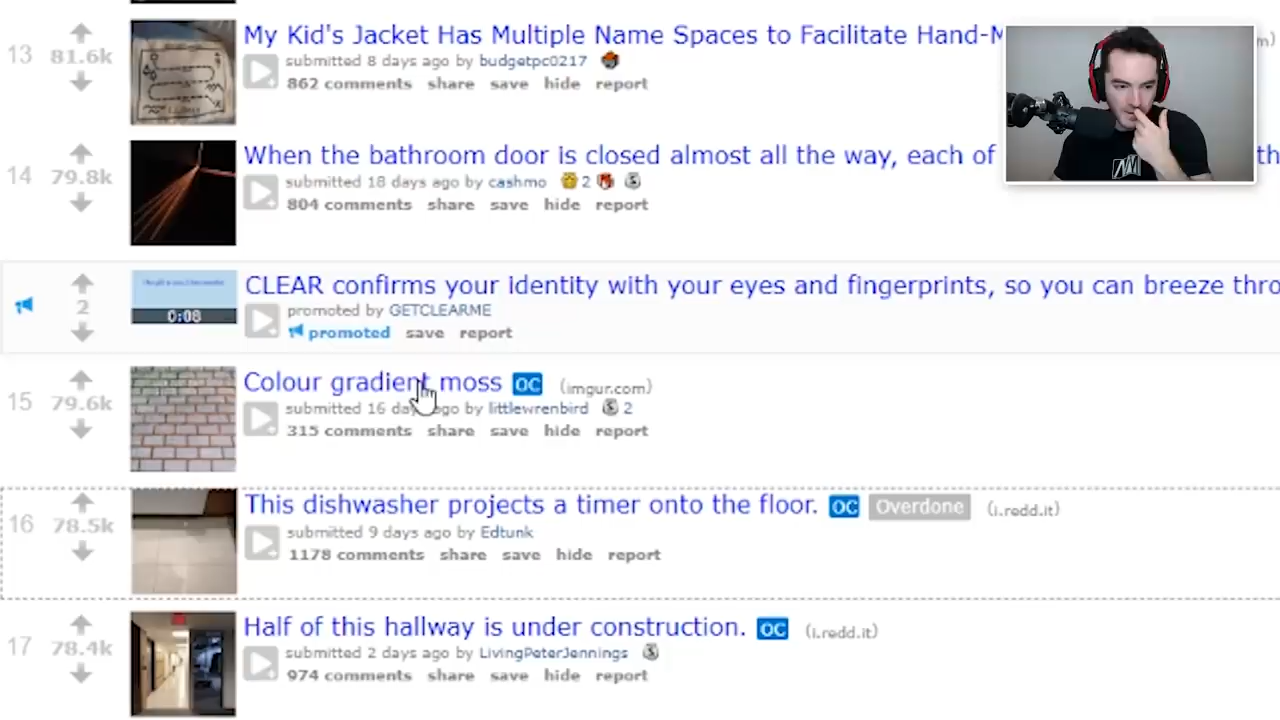 13
81.6k
My Kid's Jacket Has Multiple Name Spaces to Facilitate Hand-M
m)
submitted 8 days ago by budgetpc0217
862 comments share save hide report
14
79.8k
When the bathroom door is closed almost all the way, each of
th
submitted 18 days ago by cashmo 2
804 comments share save hide report
2
0:08
CLEAR confirms your identity with your eyes and fingerprints, so you can breeze thro
promoted by GETCLEARME
promoted save report
15
79.6k
Colour gradient moss OC (imgur.com)
submitted 16 day ago by littlewrenbird 2
315 comments share save hide report
16
78.5k
This dishwasher projects a timer onto the floor. OC Overdone (i.redd.it)
submitted 9 days ago by Edtunk
1178 comments share save hide report
17
78.4k
Half of this hallway is under construction. OC (i.redd.it)
submitted 2 days ago by LivingPeterJennings
974 comments share save hide report